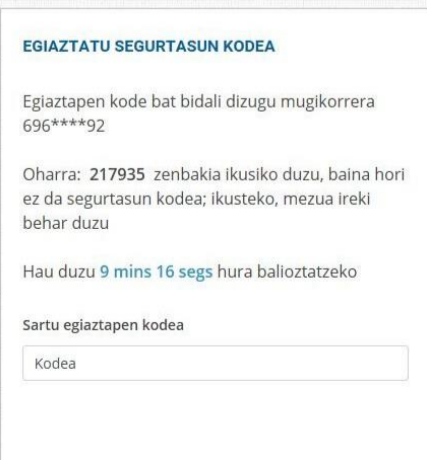 EGIAZTATU SEGURTASUN KODEA
Egiaztapen kode bat bidali dizugu mugikorrera
696****92
Oharra: 217935 zenbakia ikusiko duzu, baina hori
ez da segurtasun kodea; ikusteko, mezua ireki
behar duzu
Hau duzu 9 mins 16 segs hura balioztatzeko
Sartu egiaztapen kodea
Kodea